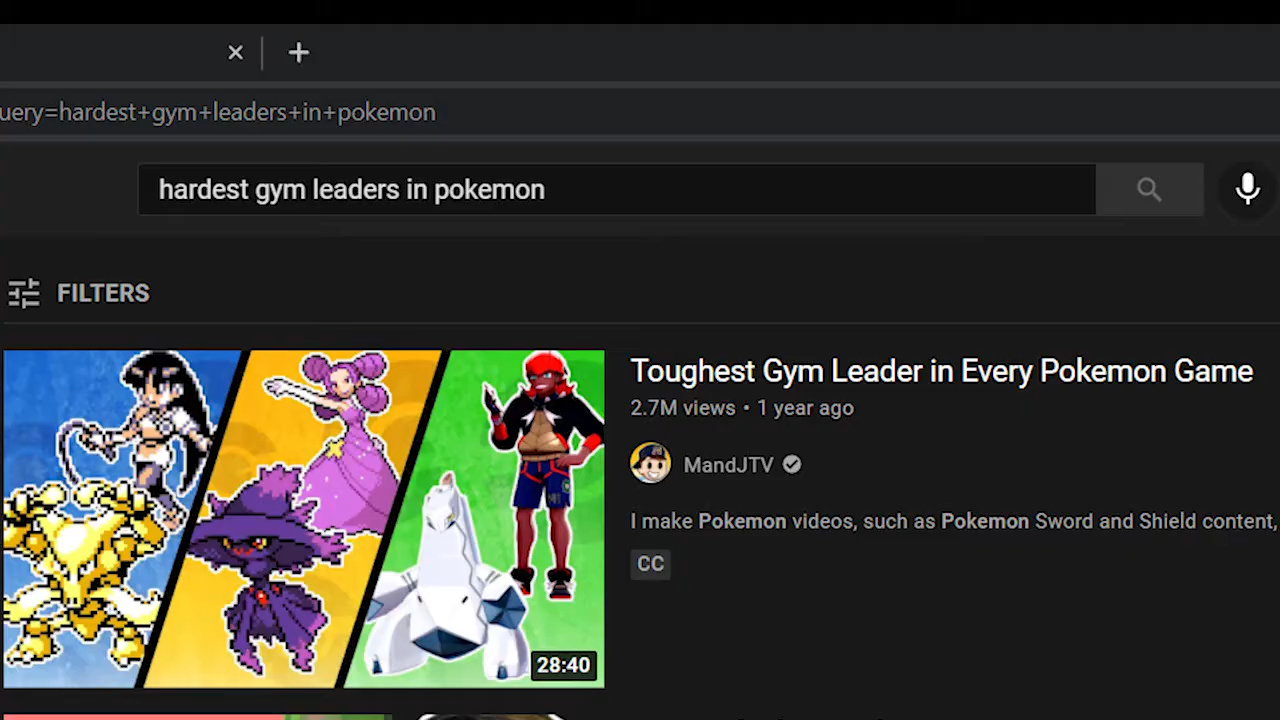 uery=hardest+gym+leaders+in+pokemon
hardest gym leaders in pokemon
FILTERS
Toughest Gym Leader in Every Pokemon Game
2.7M views • 1 year ago
MandJTV
I make Pokemon videos, such as Pokemon Sword and Shield content,
CC
28:40